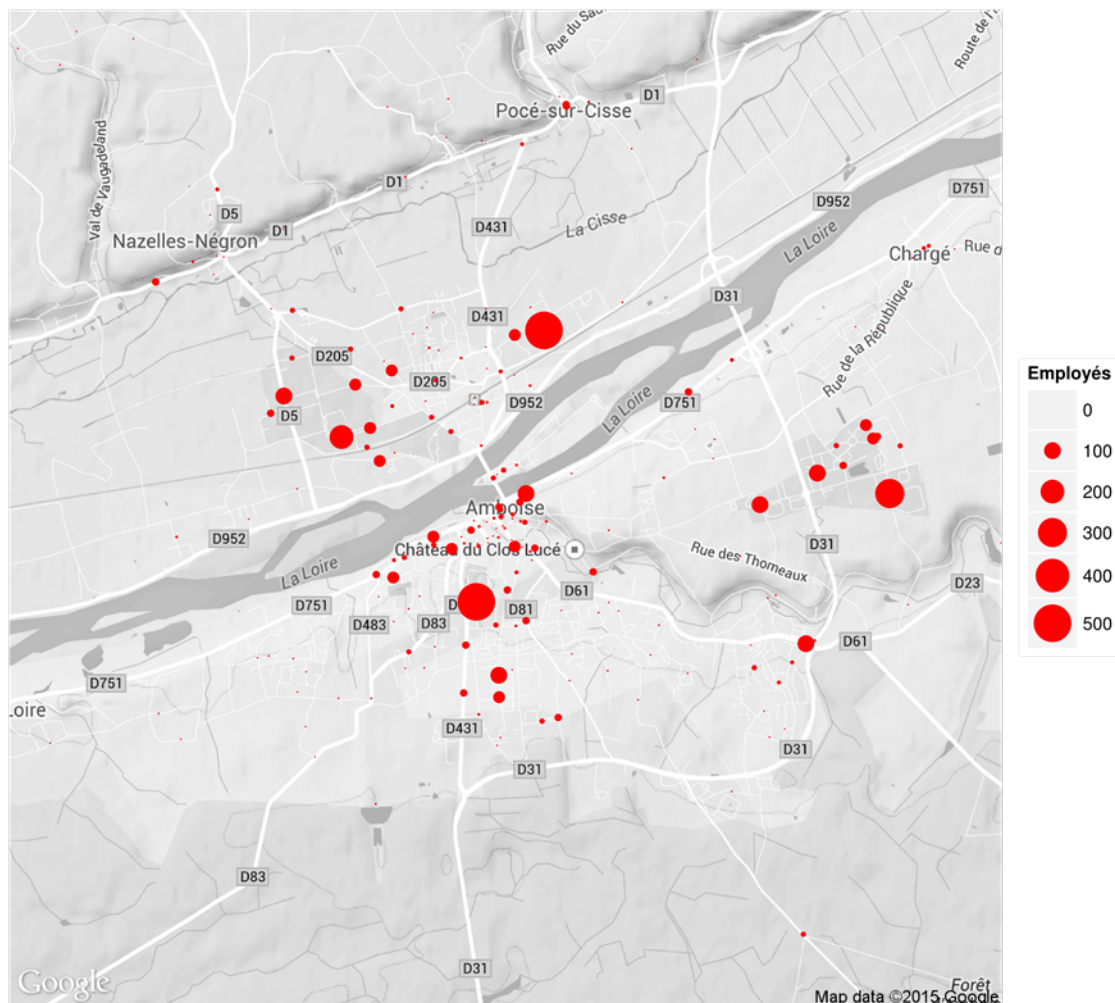 Rue du Sau
Route de l'
D1
Pocé-sur-Cisse
Val de Vaugadeland
D1
D751
D952
D5
D1
D431
La Cisse
La Loire
Nazelles-Négron
Chargé
Rue d
D31
D431
Rue de la République
D205
D205
La Loire
D751
D952
D5
Amboise
D952
D31
Château du Clos Lucé
Rue des Thomeaux
La Loire
D61
D23
D751
D
D81
D483
D83
D61
D751
Loire
D431
D31
D31
D83
D31
Forêt
Google
Map data ©2015 Google
Employés
0
100
200
300
400
500